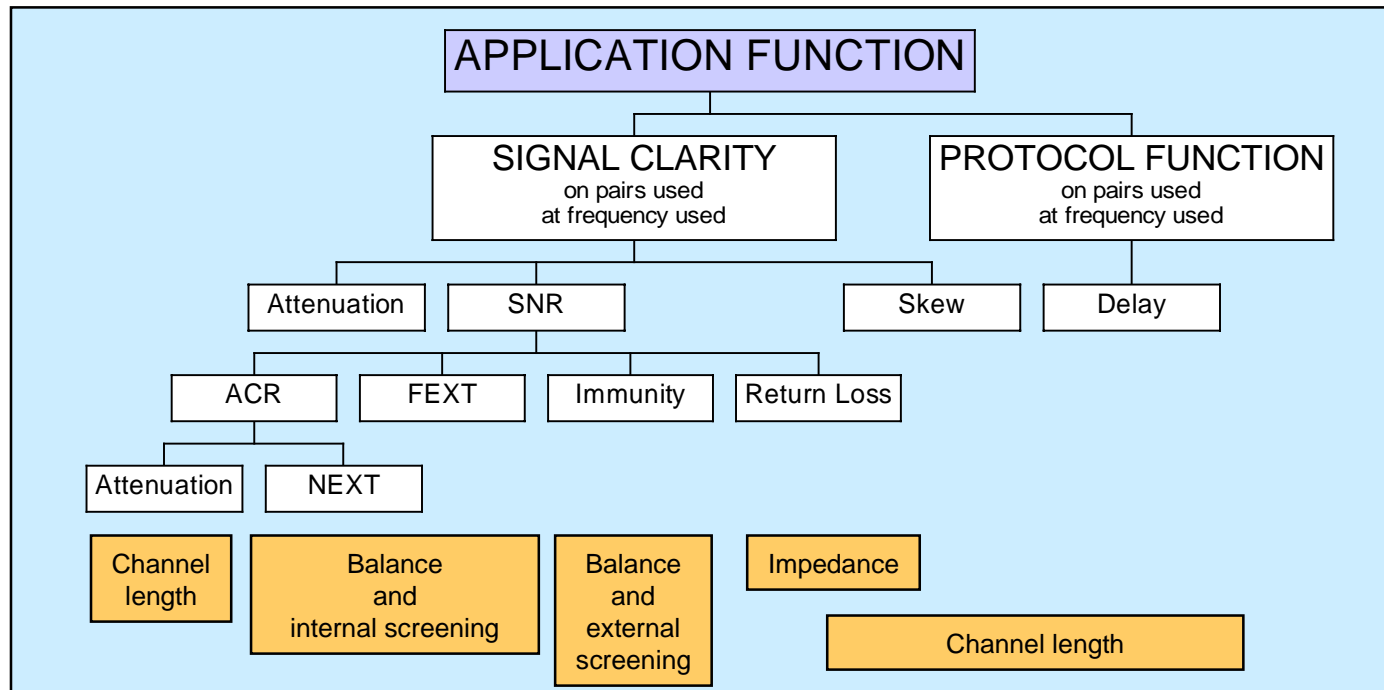 APPLICATION FUNCTION
SIGNAL CLARITY
on pairs used
at frequency used
PROTOCOL FUNCTION
on pairs used
at frequency used
Attenuation
SNR
Skew
Delay
ACR
FEXT
Immunity
Return Loss
Attenuation
NEXT
Channel
length
Balance
and
internal screening
Balance
and
external
screening
Impedance
Channel length